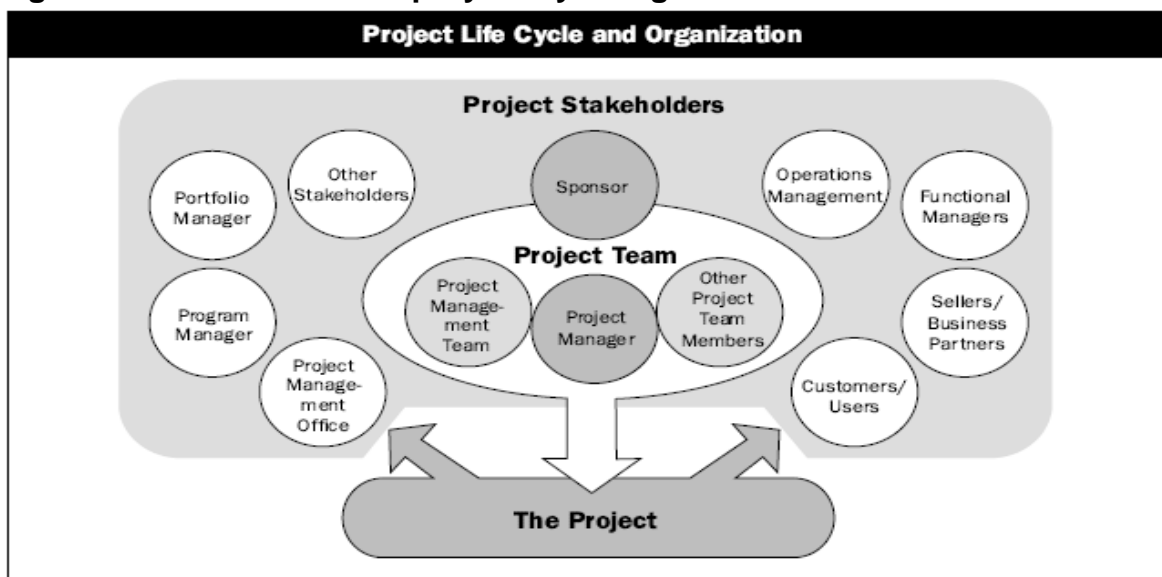 Project Life Cycle and Organization
Project Stakeholders
Other
Stakeholders
Portfolio
Manager
Sponsor
Operations
Management
Functional
Managers
Project Team
Project
Manage-
ment
Team
Project
Manager
Other
Project
Team
Members
Program
Manager
Sellers/
Business
Partners
Project
Manage-
ment
Office
Customers/
Users
The Project